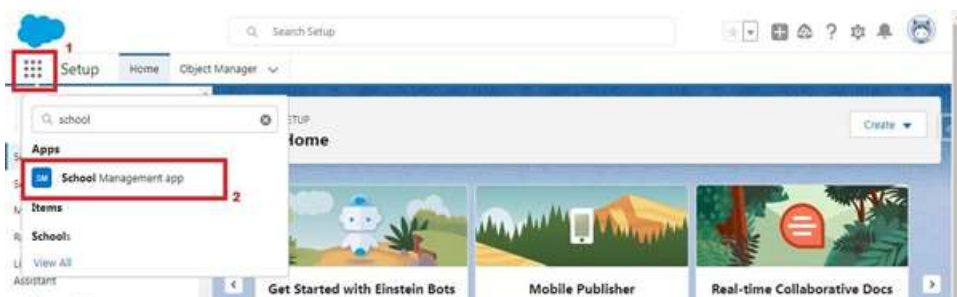 Search Setup
1
Setup Home Object Manager
school
SETUP
Home
Create
Apps
SM School Management app
2
Items
Schools
View All
Assistant
Get Started with Einstein Bots
Mobile Publisher
Real-time Collaborative Docs